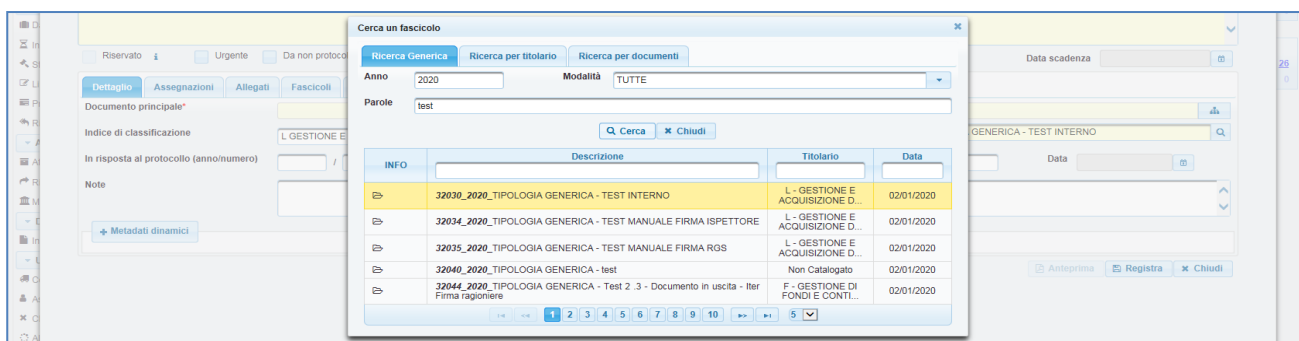 Cerca un fascicolo
Riservato i Urgente Da non protocol
Data scadenza
26
Ricerca Generica Ricerca per titolario Ricerca per documenti
Anno 2020 Modalità TUTTE
Dettaglio Assegnazioni Allegati Fascicoli
Parole test
Documento principale*
Cerca Chiudi
Indice di classificazione L GESTIONE E GENERICA - TEST INTERNO
In risposta al protocollo (anno/numero) / Data
INFO Descrizione Titolario Data
Note
32030_2020_TIPOLOGIA GENERICA - TEST INTERNO L - GESTIONE E ACQUISIZIONE D... 02/01/2020
32034_2020_TIPOLOGIA GENERICA - TEST MANUALE FIRMA ISPETTORE L - GESTIONE E ACQUISIZIONE D... 02/01/2020
Metadati dinamici
32035_2020_TIPOLOGIA GENERICA - TEST MANUALE FIRMA RGS L - GESTIONE E ACQUISIZIONE D... 02/01/2020
32040_2020_TIPOLOGIA GENERICA - test Non Catalogato 02/01/2020
Anteprima Registra Chiudi
32044_2020_TIPOLOGIA GENERICA - Test 2 .3 - Documento in uscita - Iter Firma ragioniere F - GESTIONE DI FONDI E CONTI... 02/01/2020
1 2 3 4 5 6 7 8 9 10 5